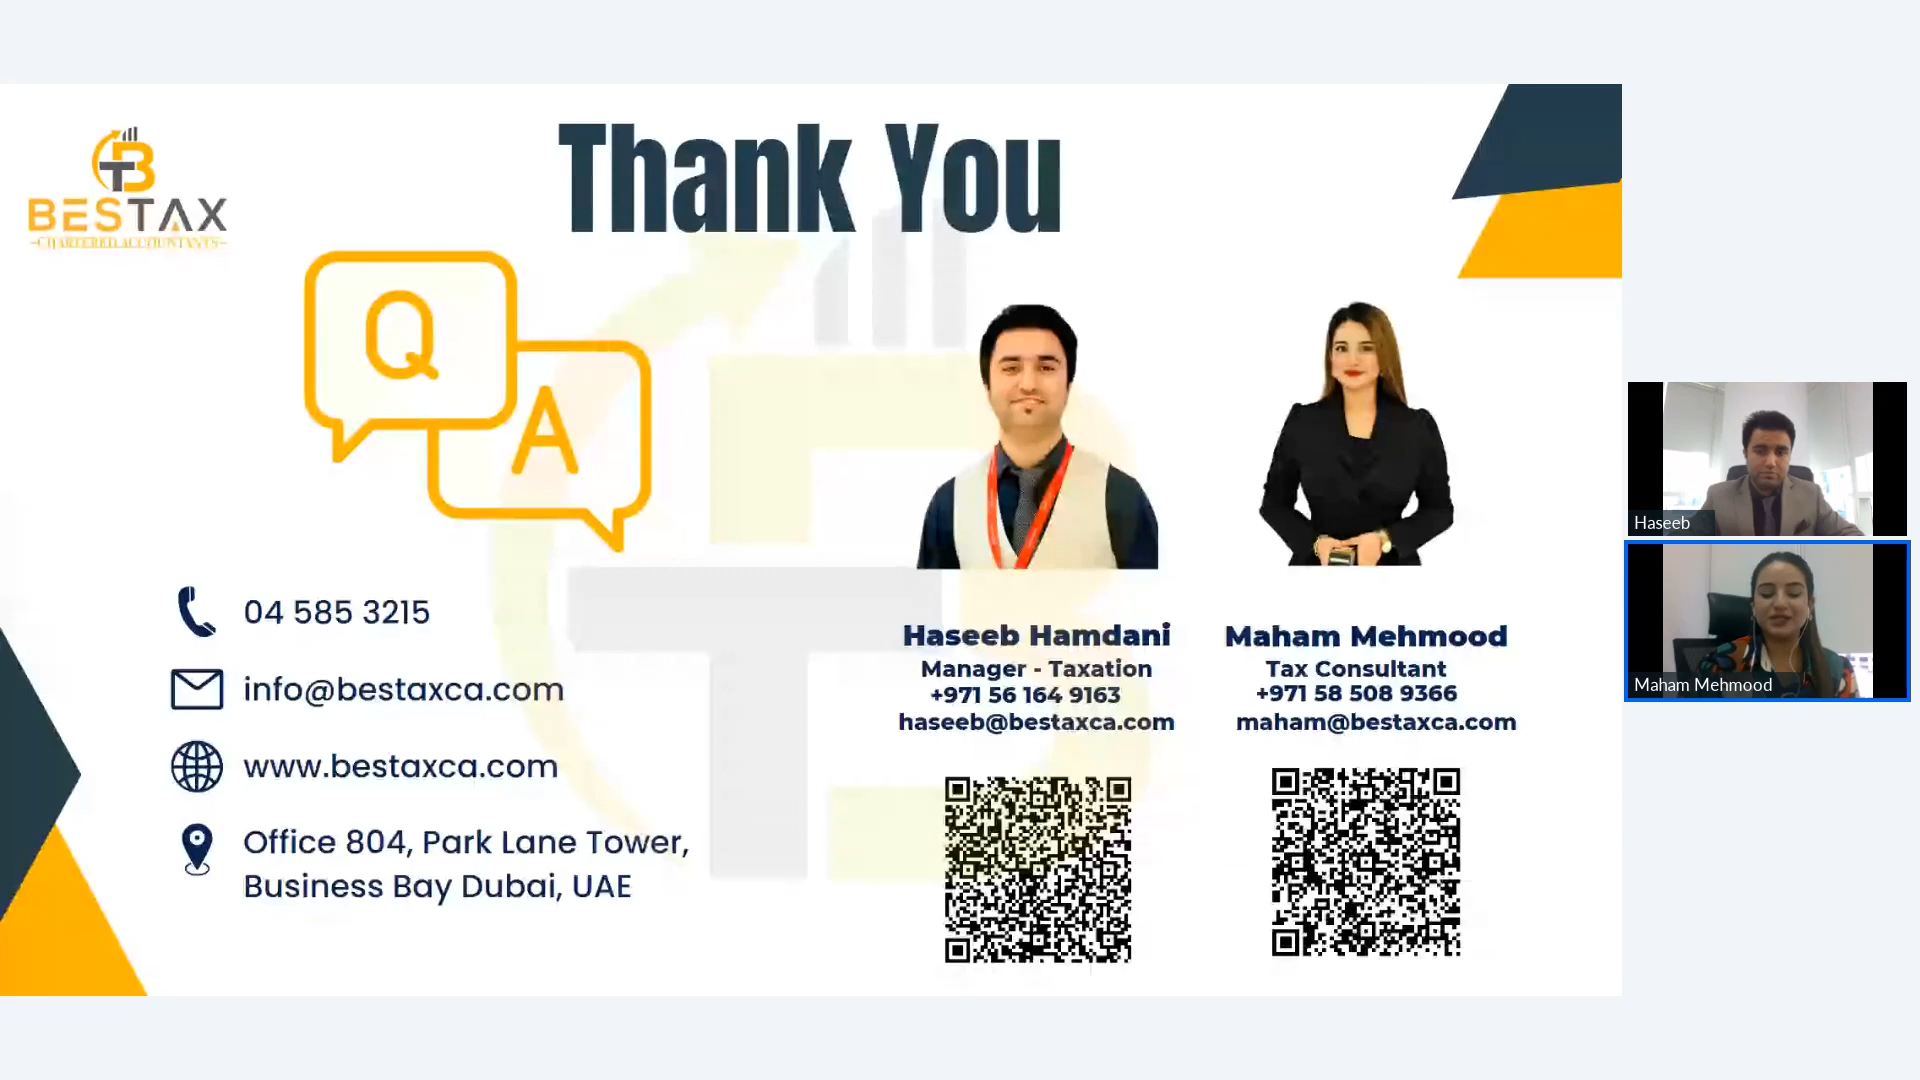 Thank You
BESTAX
-CHARTERED ACCOUNTANTS-
Q
A
04 585 3215
info@bestaxca.com
www.bestaxca.com
Office 804, Park Lane Tower,
Business Bay Dubai, UAE
Haseeb Hamdani
Manager - Taxation
+971 56 164 9163
haseeb@bestaxca.com
Maham Mehmood
Tax Consultant
+971 58 508 9366
maham@bestaxca.com
Haseeb
Maham Mehmood